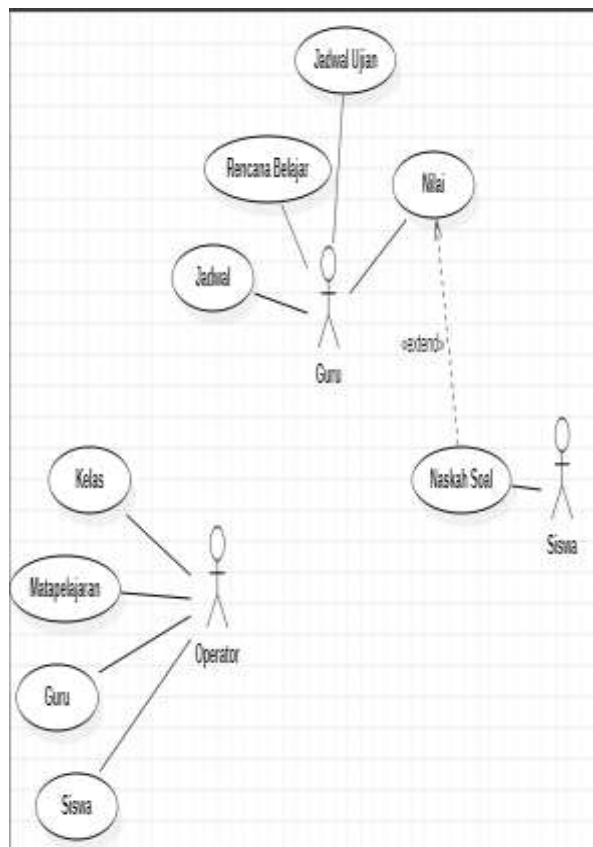 Jadwal Ujian
Rencana Belajar
Nilai
Jadwal
Guru
«extend»
Kelas
Naskah Soal
Siswa
Matapelajaran
Operator
Guru
Siswa